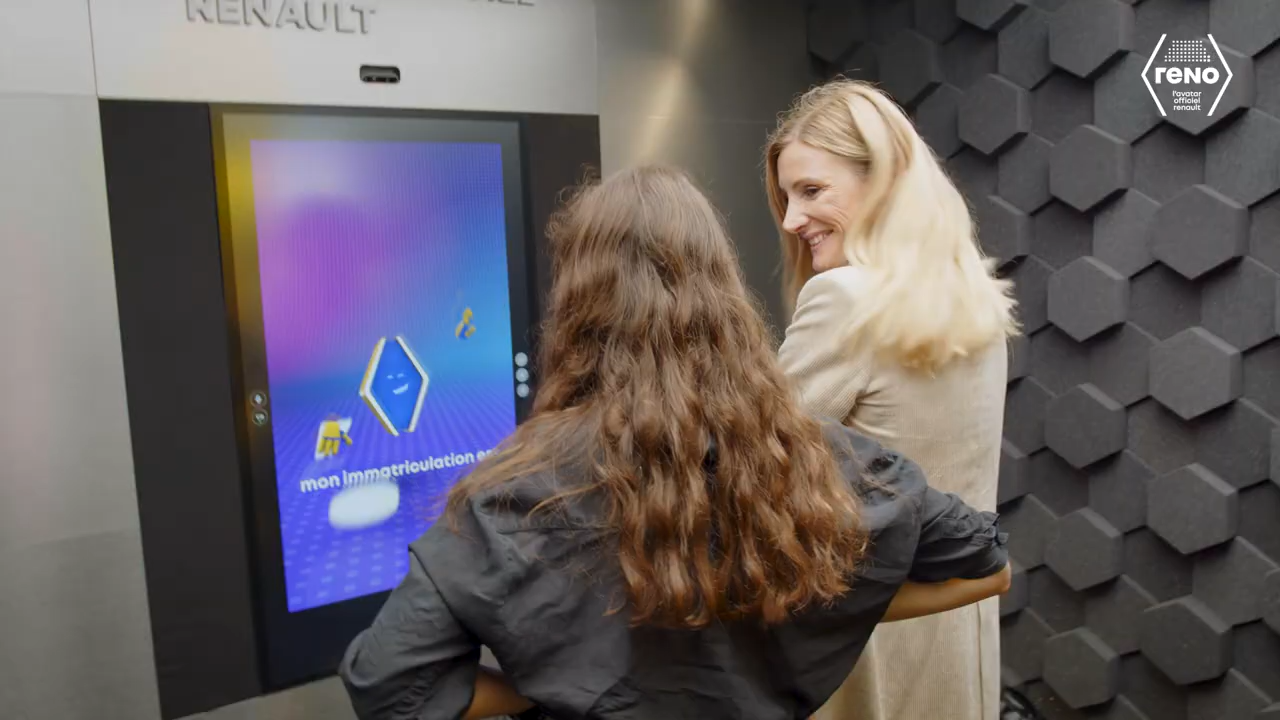 RENAULT
reno
l'avatar
officiel
renault
mon immatriculation